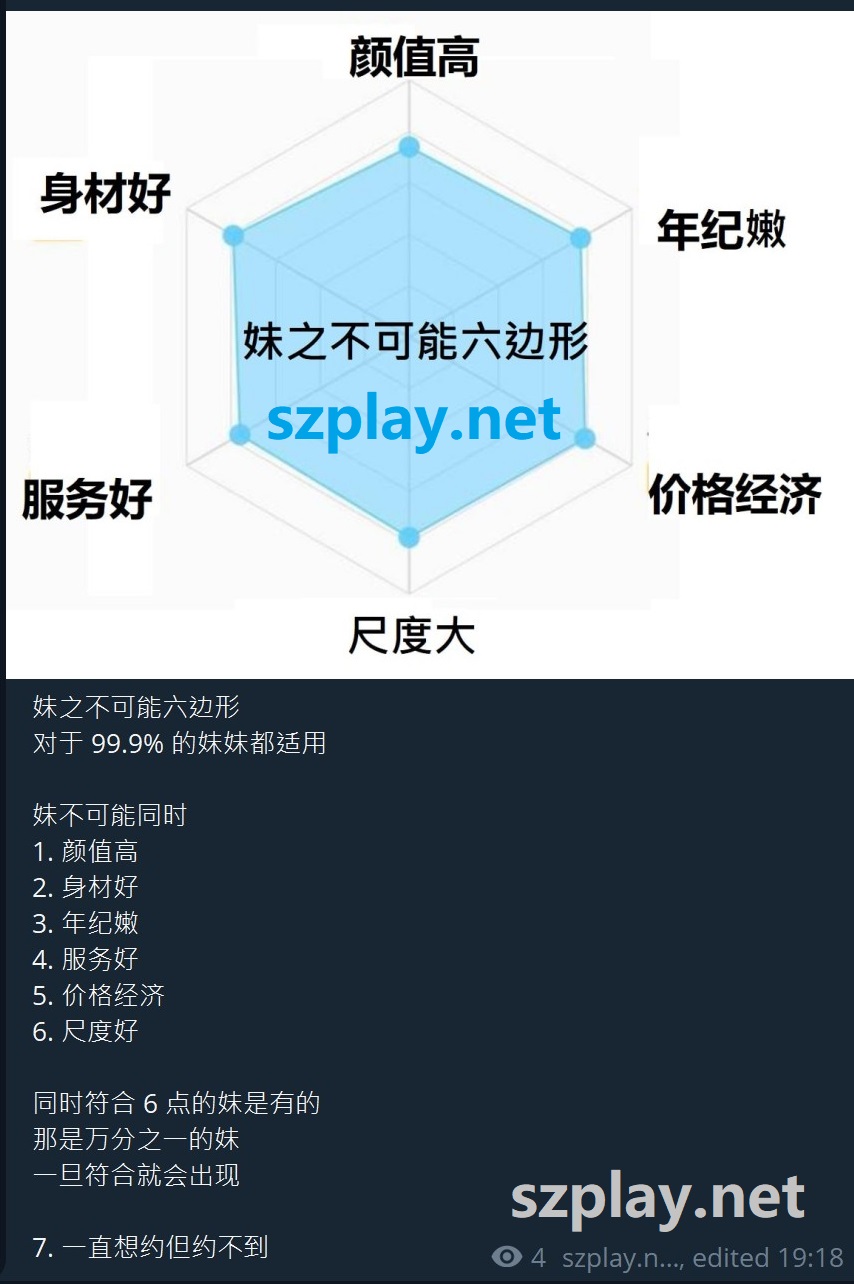 颜值高
身材好
年纪嫩
妹之不可能六边形
szplay.net
服务好
价格经济
尺度大
妹之不可能六边形
对于 99.9% 的妹妹都适用
妹不可能同时
1. 颜值高
2. 身材好
3. 年纪嫩
4. 服务好
5. 价格经济
6. 尺度好
同时符合 6 点的妹是有的
那是万分之一的妹
一旦符合就会出现
szplay.net
7. 一直想约但约不到
4 szplay.n..., edited 19:18